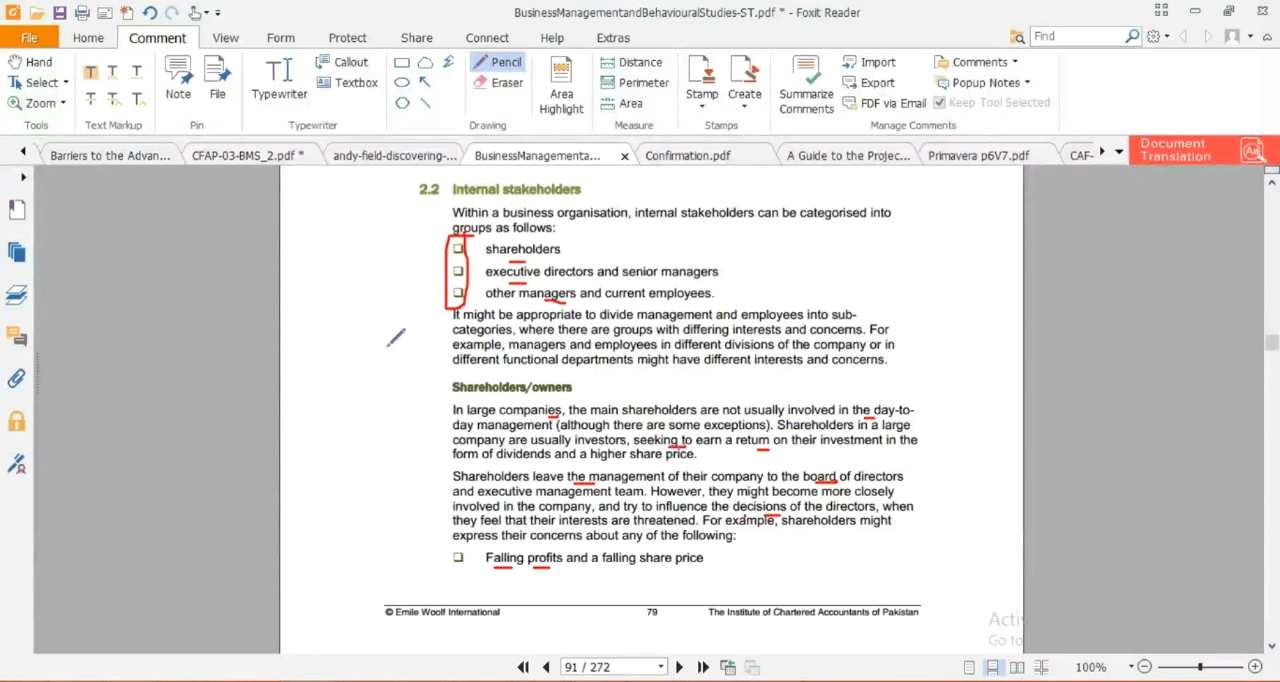 BusinessManagementandBehaviouralStudies-ST.pdf * - Foxit Reader
File Home Comment View Form Protect Share Connect Help Extras Find
Hand
Select
Zoom
Tools
T T T
T T T
Text Markup
Note File
Pin
Typewriter
Callout
Textbox
Typewriter
Pencil
Eraser
Drawing
Area
Highlight
Distance
Perimeter
Area
Measure
Stamp Create
Stamps
Summarize
Comments
Import
Export
FDF via Email
Comments
Popup Notes
Keep Tool Selected
Manage Comments
Barriers to the Advan... CFAP-03-BMS_2.pdf * andy-field-discovering-... BusinessManagementa... Confirmation.pdf A Guide to the Projec... Primavera p6V7.pdf CAF-
Document
Translation
2.2 Internal stakeholders
Within a business organisation, internal stakeholders can be categorised into
groups as follows:
❑ shareholders
❑ executive directors and senior managers
❑ other managers and current employees.
It might be appropriate to divide management and employees into sub-
categories, where there are groups with differing interests and concerns. For
example, managers and employees in different divisions of the company or in
different functional departments might have different interests and concerns.
Shareholders/owners
In large companies, the main shareholders are not usually involved in the day-to-
day management (although there are some exceptions). Shareholders in a large
company are usually investors, seeking to earn a return on their investment in the
form of dividends and a higher share price.
Shareholders leave the management of their company to the board of directors
and executive management team. However, they might become more closely
involved in the company, and try to influence the decisions of the directors, when
they feel that their interests are threatened. For example, shareholders might
express their concerns about any of the following:
❑ Falling profits and a falling share price
© Emile Woolf International 79 The Institute of Chartered Accountants of Pakistan
Acti
Go to
91 / 272
100%